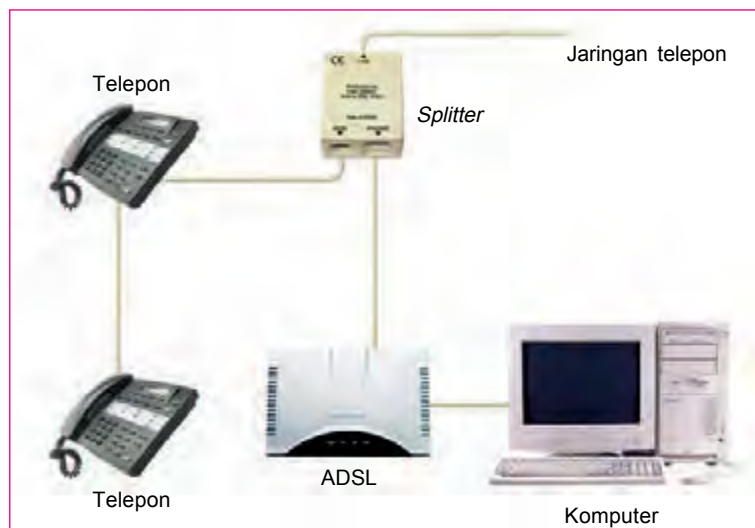 Jaringan telepon
Telepon
Splitter
ADSL
Telepon
Komputer